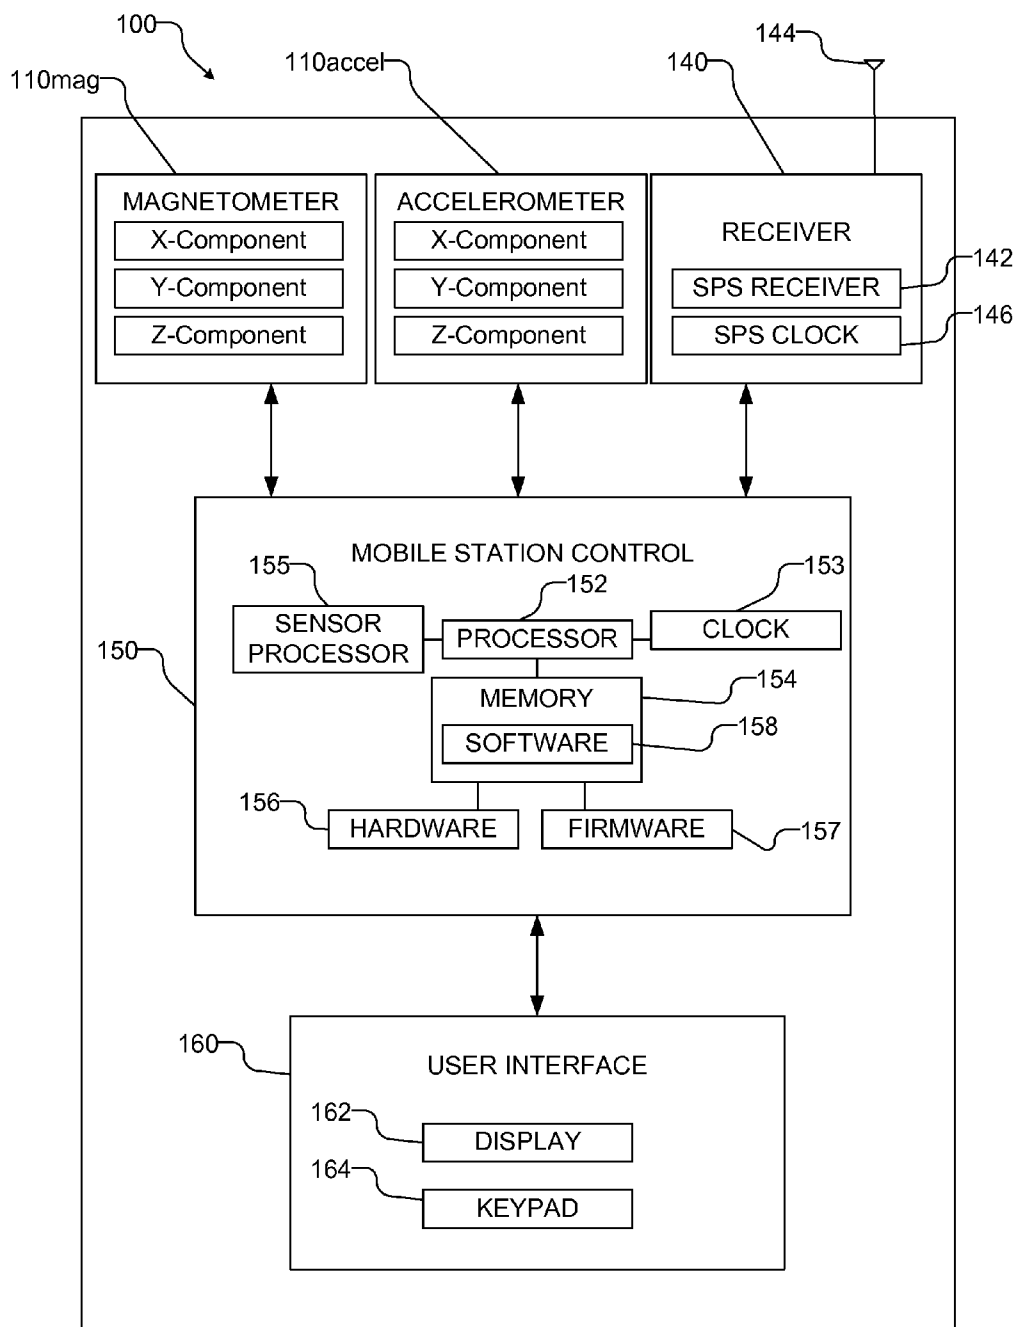 100
144
110mag
110accel
140
MAGNETOMETER
X-Component
Y-Component
Z-Component
ACCELEROMETER
X-Component
Y-Component
Z-Component
RECEIVER
SPS RECEIVER
142
SPS CLOCK
146
MOBILE STATION CONTROL
155
152
153
SENSOR
PROCESSOR
PROCESSOR
CLOCK
150
MEMORY
154
SOFTWARE
158
156
HARDWARE
FIRMWARE
157
160
USER INTERFACE
162
DISPLAY
164
KEYPAD